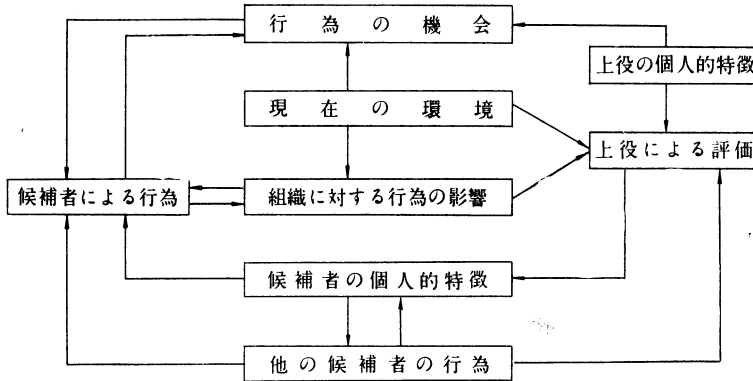 行為の機会
上役の個人的特徴
現在の環境
上役による評価
候補者による行為
組織に対する行為の影響
候補者の個人的特徴
他の候補者の行為